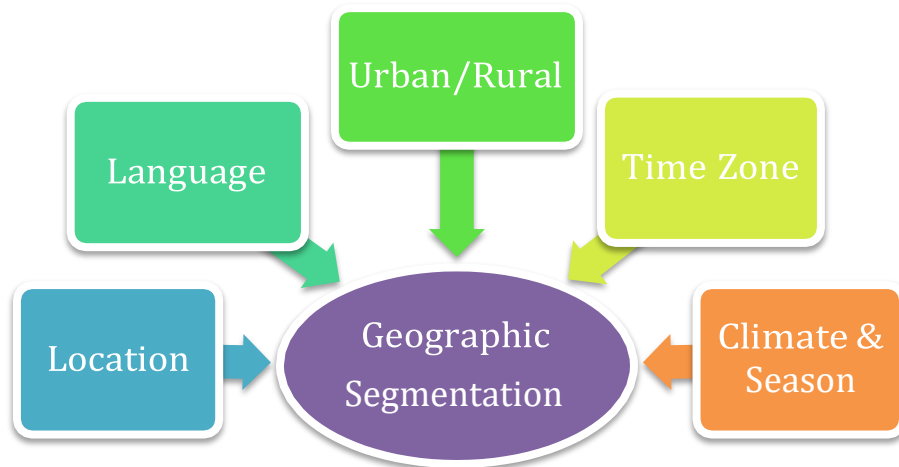 Urban/Rural
Language
Time Zone
Location
Geographic
Segmentation
Climate &
Season